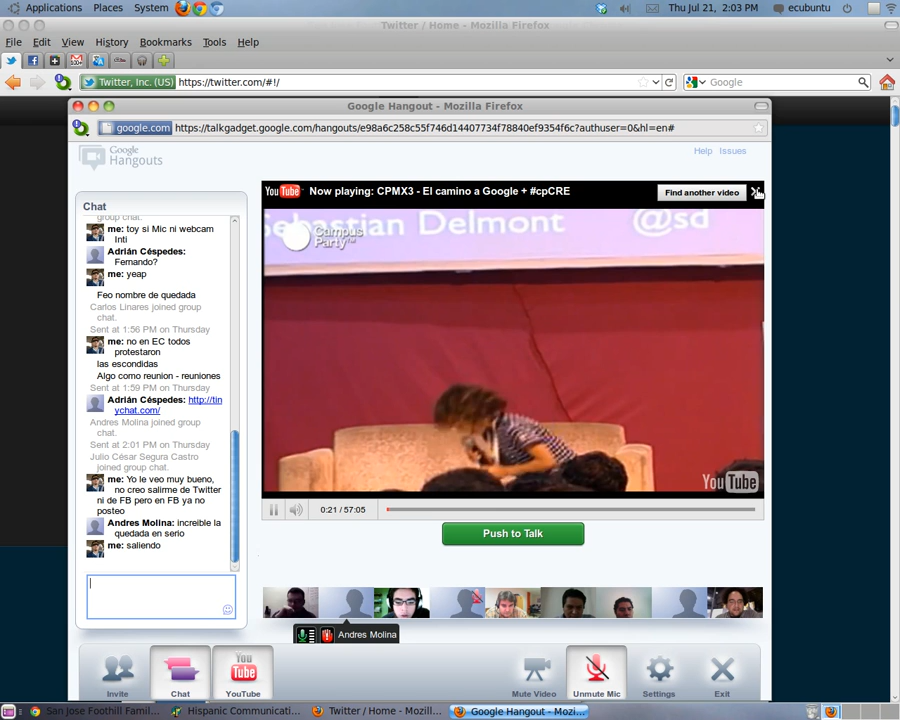 Applications Places System
Thu Jul 21, 2:03 PM ecubuntu
Twitter / Home - Mozilla Firefox
File Edit View History Bookmarks Tools Help
Twitter, Inc. (US) https://twitter.com/#!/
Google
Google Hangout - Mozilla Firefox
google.com https://talkgadget.google.com/hangouts/e98a6c258c55f746d14407734f78840ef9354f6c?authuser=0&hl=en#
Google
Hangouts
Help Issues
Chat
group chat.
me: toy si Mic ni webcam
Inti
Adrián Céspedes:
Fernando?
me: yeap
Feo nombre de quedada
Carlos Linares joined group
chat.
Sent at 1:56 PM on Thursday
me: no en EC todos
protestaron
las escondidas
Algo como reunion - reuniones
Sent at 1:59 PM on Thursday
Adrián Céspedes: http://tin
ychat.com/
Andres Molina joined group
chat.
Sent at 2:01 PM on Thursday
Julio César Segura Castro
joined group chat.
me: Yo le veo muy bueno,
no creo salirme de Twitter
ni de FB pero en FB ya no
posteo
Andres Molina: increible la
quedada en serio
me: saliendo
YouTube Now playing: CPMX3 - El camino a Google + #cpCRE
Find another video
Sebastian Delmont @sd
Campus
Party
YouTube
0:21 / 57:05
Push to Talk
Andres Molina
Invite
Chat
You
Tube
YouTube
Mute Video
Unmute Mic
Settings
Exit
San Jose Foothill Famil...
Hispanic Communicati...
Twitter / Home - Mozill...
Google Hangout - Mozi...